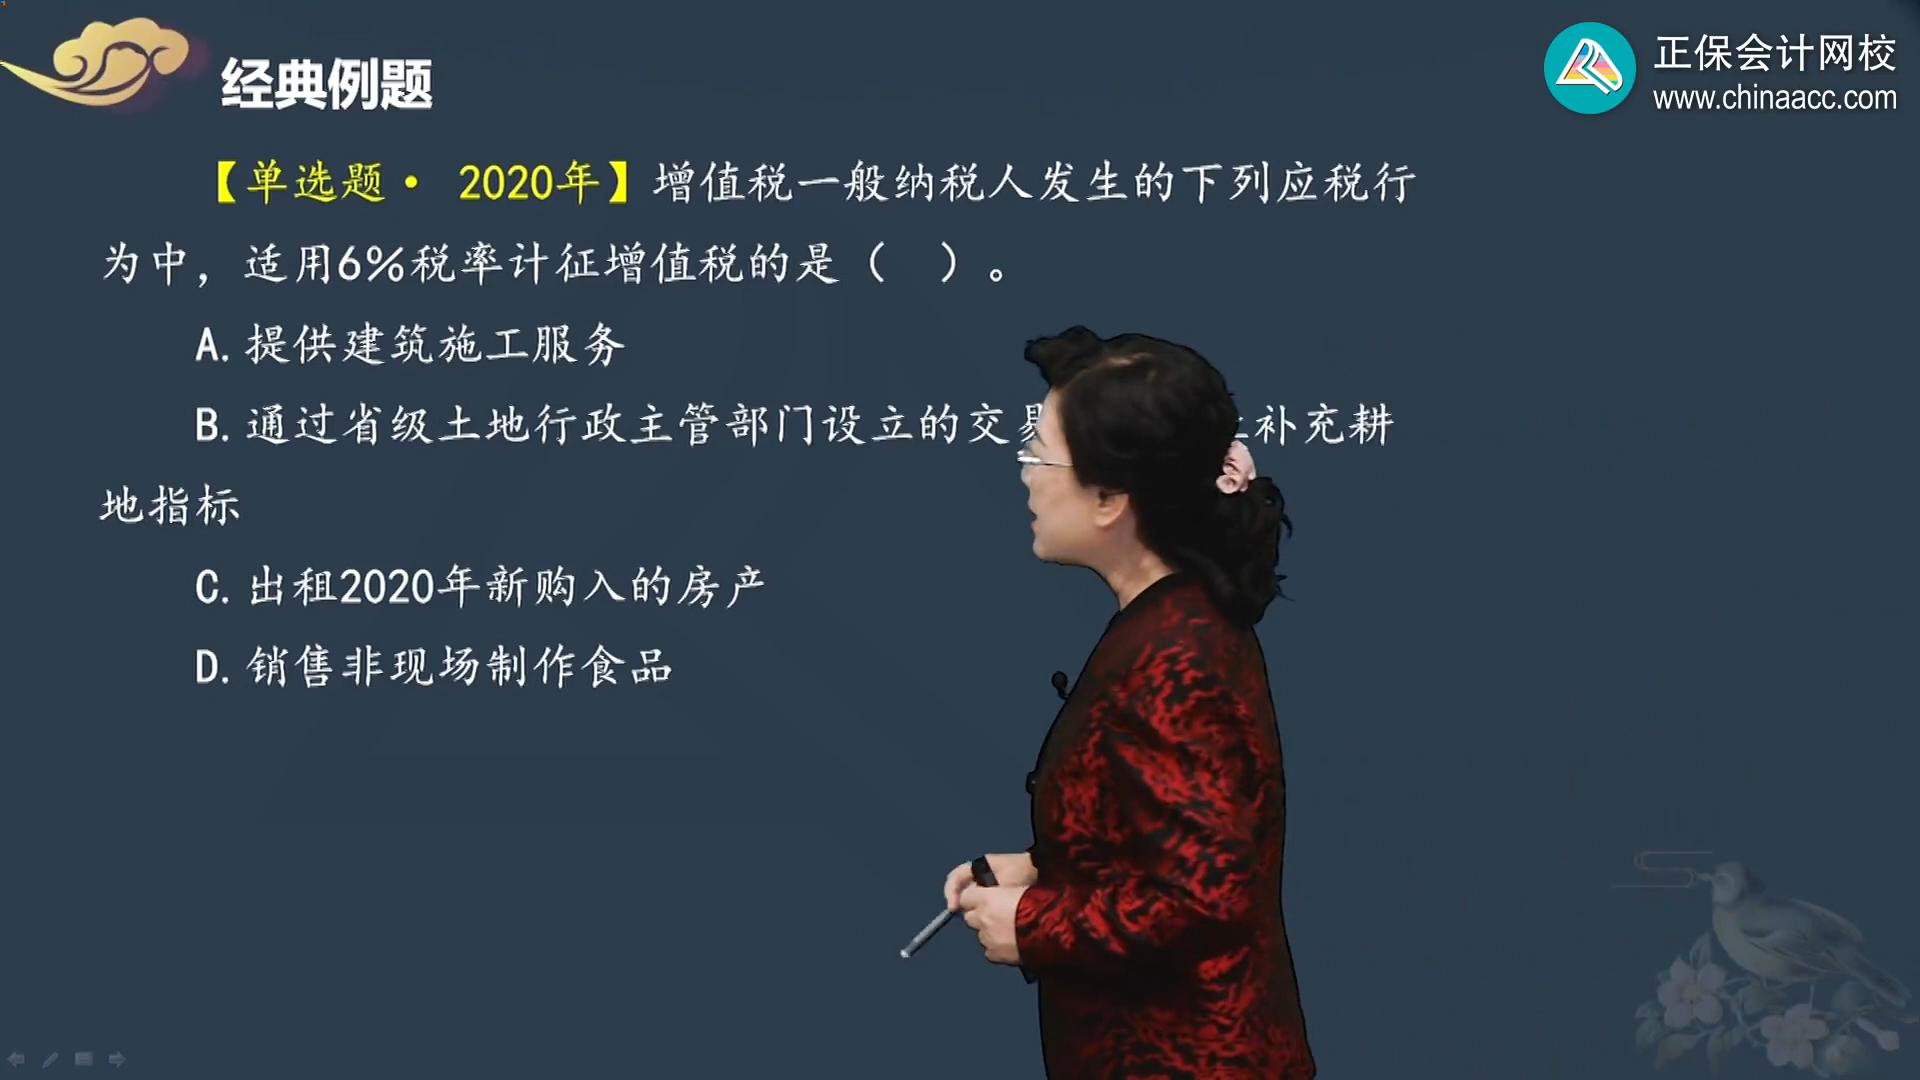 经典例题
正保会计网校
www.chinaacc.com
【单选题· 2020年】增值税一般纳税人发生的下列应税行
为中，适用6%税率计征增值税的是（ ）。
A. 提供建筑施工服务
B. 通过省级土地行政主管部门设立的交 补充耕
地指标
C. 出租2020年新购入的房产
D. 销售非现场制作食品